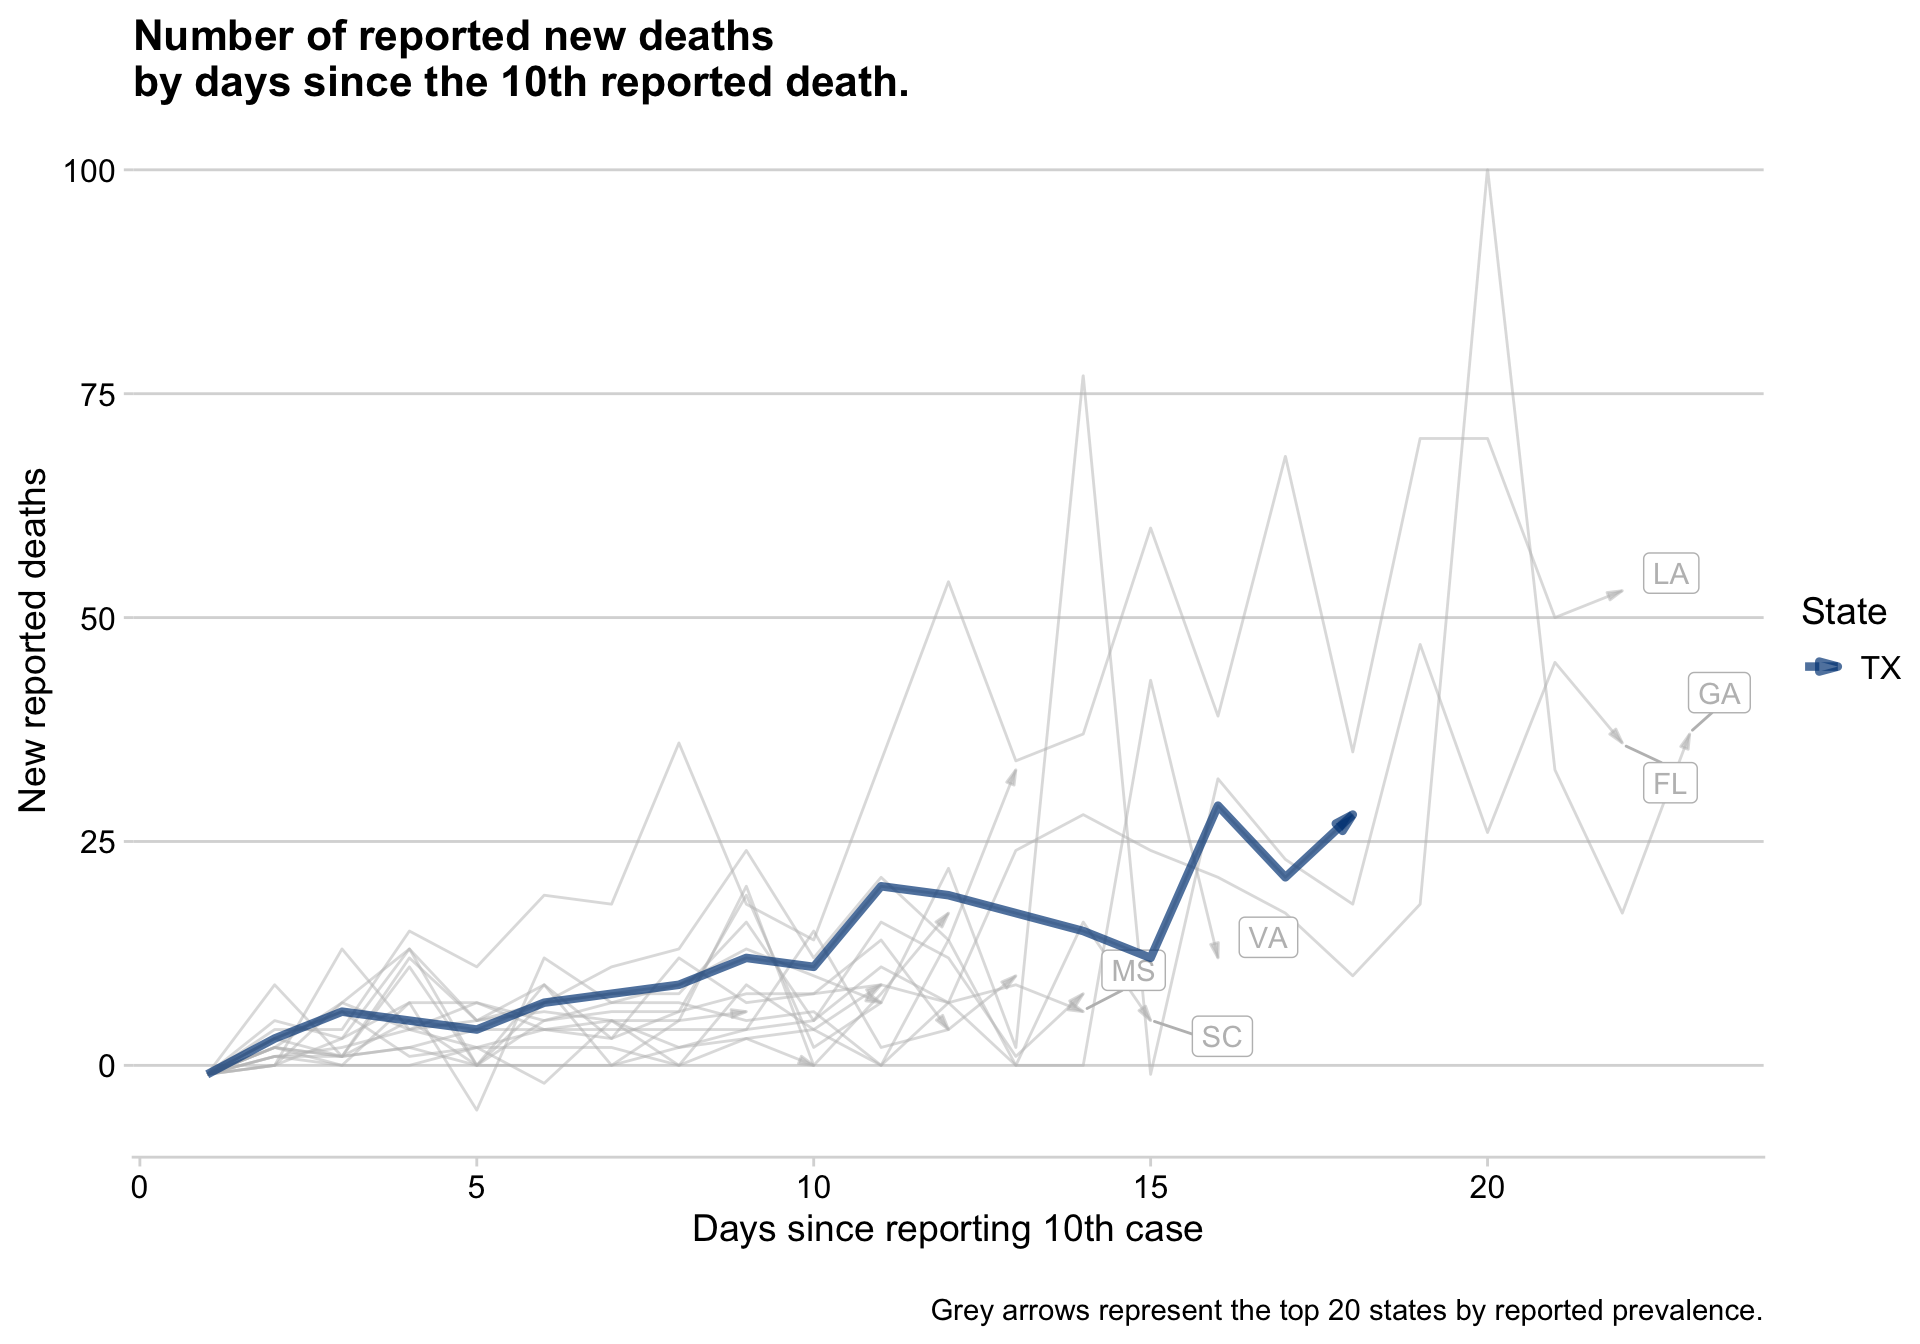 Number of reported new deaths
by days since the 10th reported death.
New reported deaths
100
75
50
25
0
LA
GA
FL
VA
MS
SC
State
TX
0 5 10 15 20
Days since reporting 10th case
Grey arrows represent the top 20 states by reported prevalence.